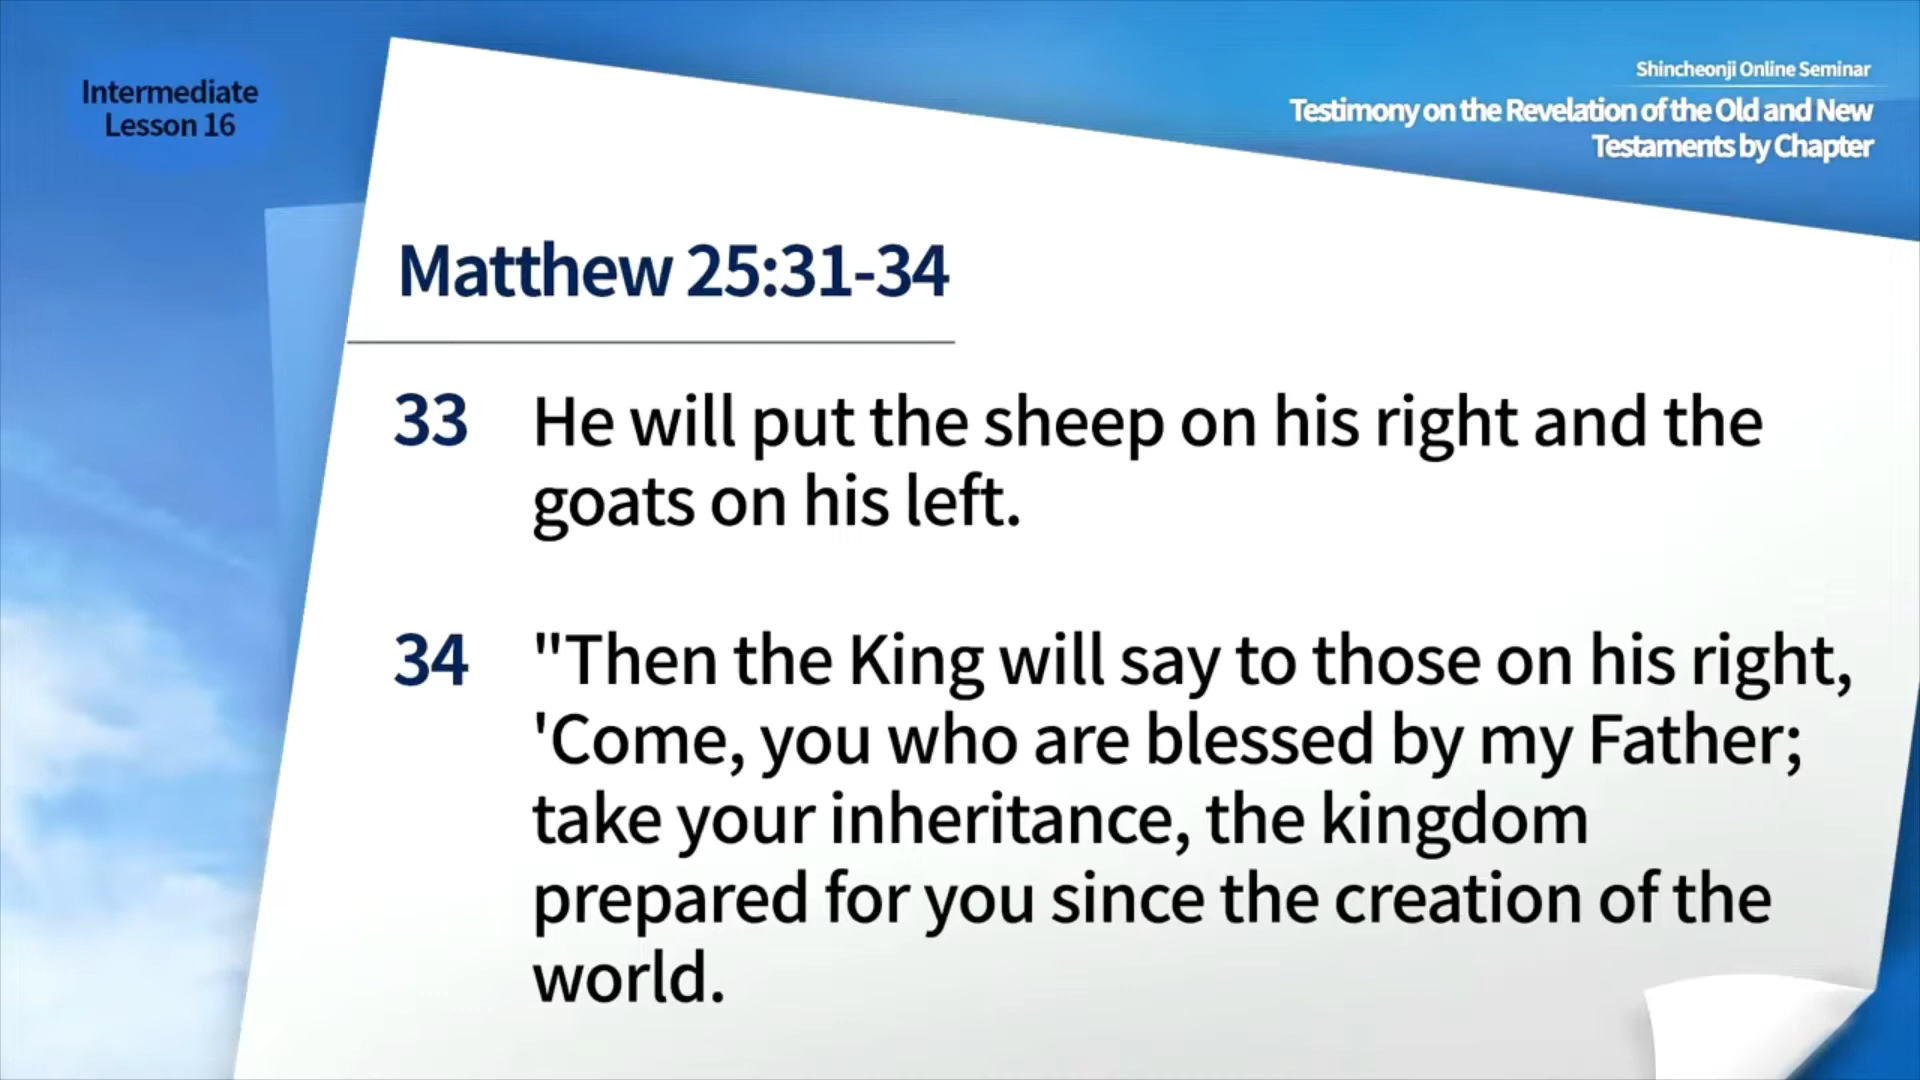 Intermediate
Lesson 16
Shincheonji Online Seminar
Testimony on the Revelation of the Old and New
Testaments by Chapter
Matthew 25:31-34
33 He will put the sheep on his right and the
goats on his left.
34 "Then the King will say to those on his right,
'Come, you who are blessed by my Father;
take your inheritance, the kingdom
prepared for you since the creation of the
world.